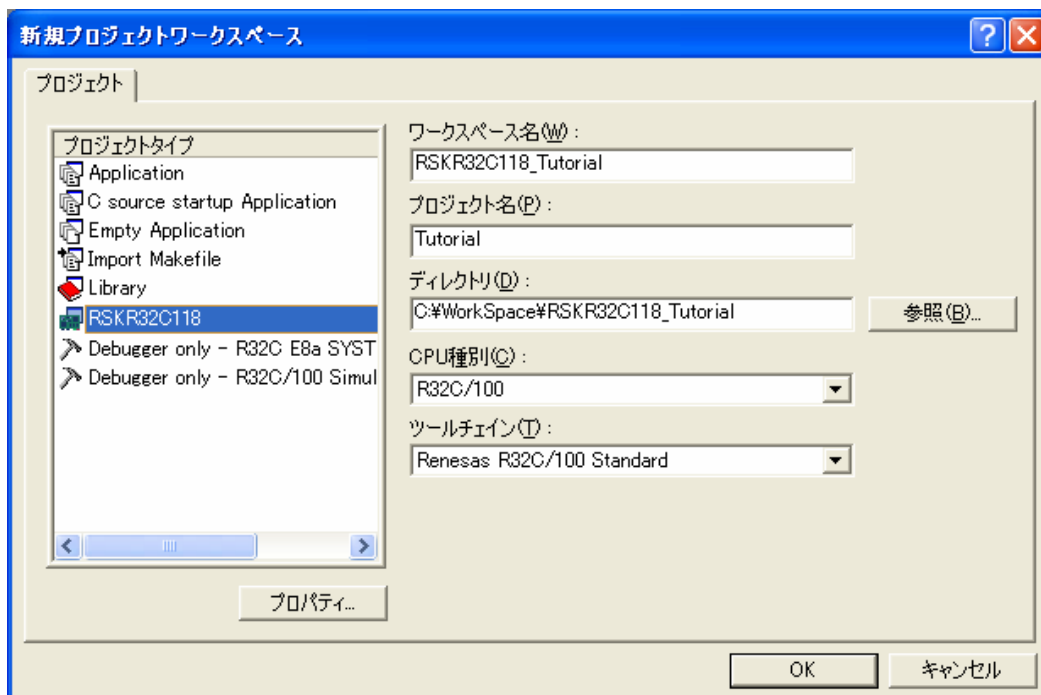 新規プロジェクトワークスペース
プロジェクト
プロジェクトタイプ
Application
C source startup Application
Empty Application
Import Makefile
Library
RSKR32C118
Debugger only - R32C E8a SYST
Debugger only - R32C/100 Simul
プロパティ...
ワークスペース名(W):
RSKR32C118_Tutorial
プロジェクト名(P):
Tutorial
ディレクトリ(D):
C:¥WorkSpace¥RSKR32C118_Tutorial
参照(B)...
CPU種別(C):
R32C/100
ツールチェイン(T):
Renesas R32C/100 Standard
OK
キャンセル